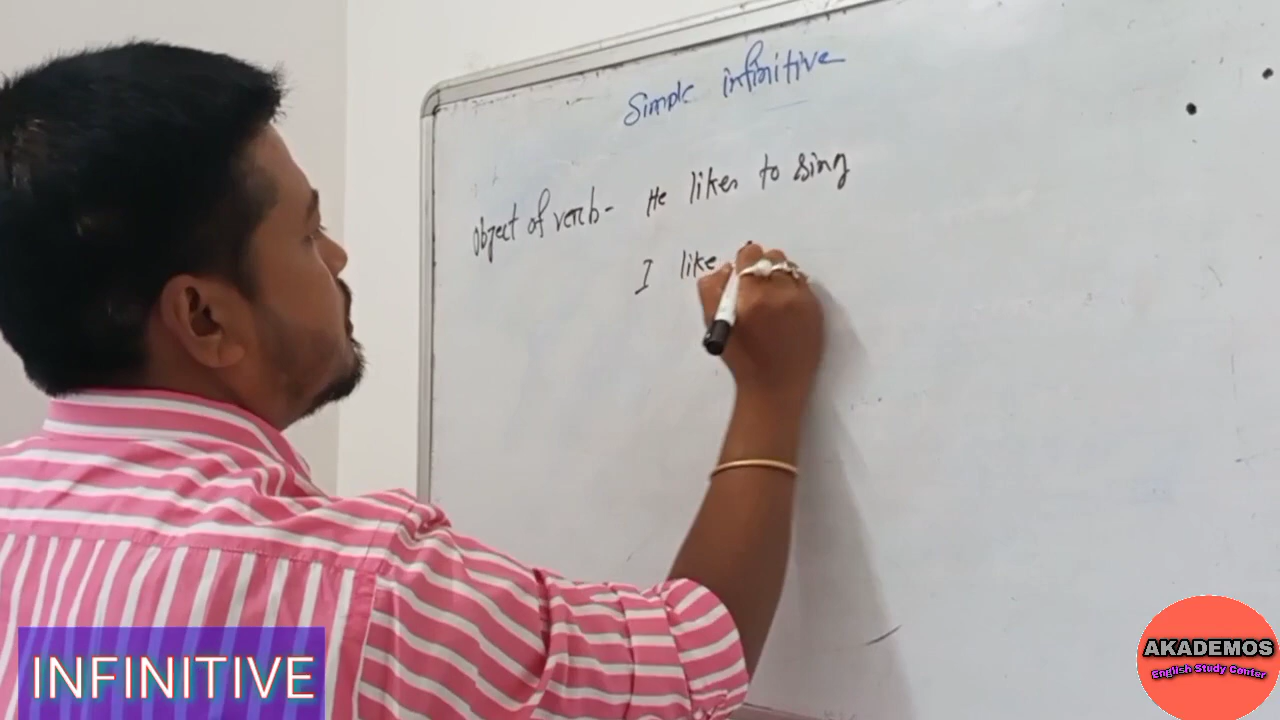 Simple infinitive
Object of verb - He likes to sing
I like
INFINITIVE
AKADEMOS
English Study Center